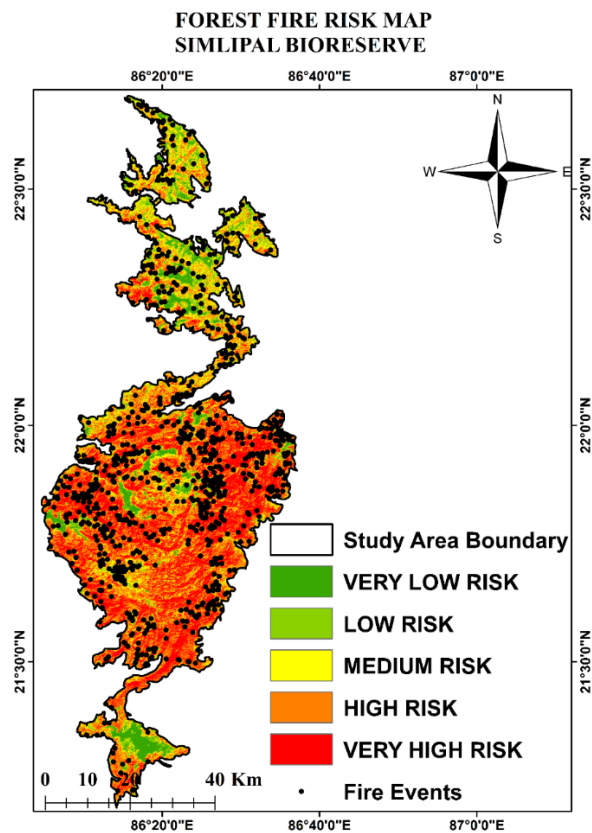 FOREST FIRE RISK MAP
SIMLIPAL BIORESERVE
86°20'0"E 86°40'0"E 87°0'0"E
N
W E
S
22°30'0"N 22°30'0"N
22°0'0"N 22°0'0"N
21°30'0"N 21°30'0"N
Study Area Boundary
VERY LOW RISK
LOW RISK
MEDIUM RISK
HIGH RISK
VERY HIGH RISK
Fire Events
0 10 20 40 Km
86°20'0"E 86°40'0"E 87°0'0"E